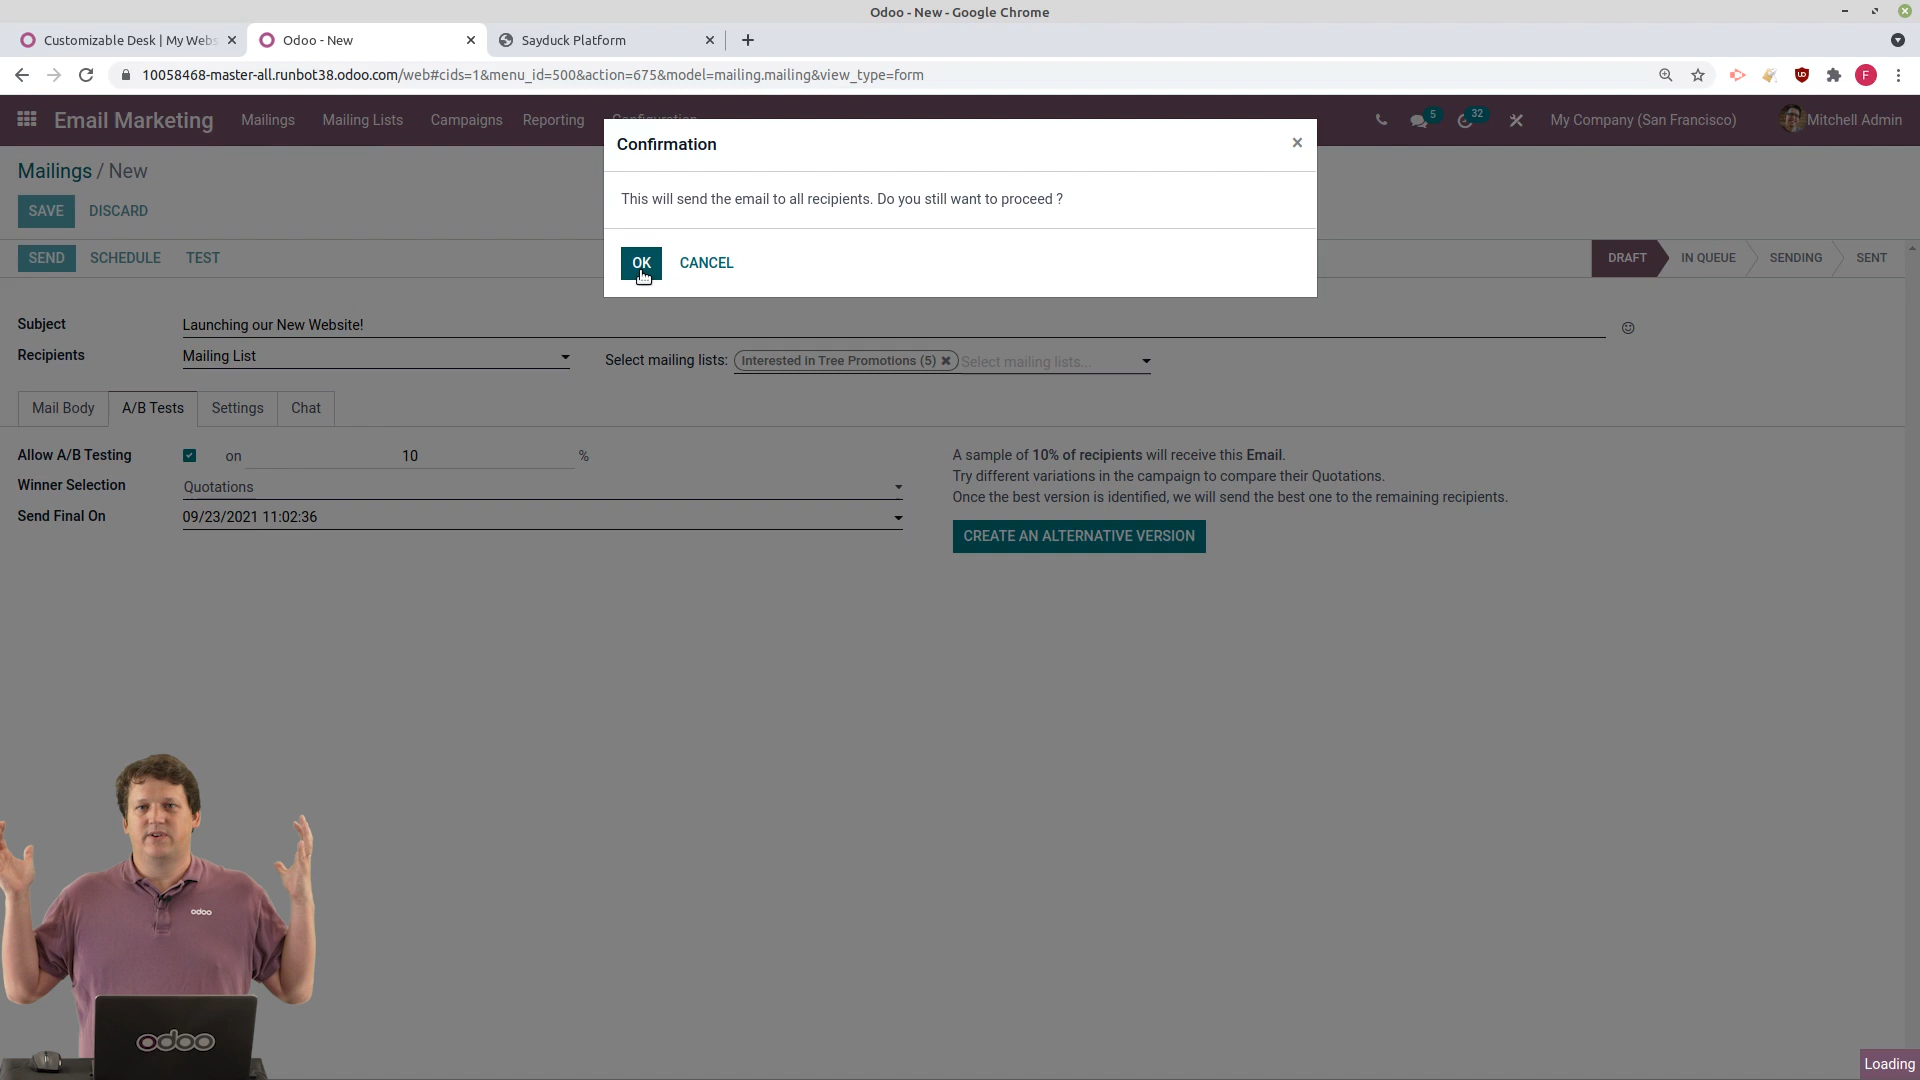 Odoo - New - Google Chrome
Customizable Desk | My Webs
Odoo - New
Sayduck Platform
10058468-master-all.runbot38.odoo.com/web#cids=1&menu_id=500&action=675&model=mailing.mailing&view_type=form
F
Email Marketing
Mailings
Mailing Lists
Campaigns
Reporting
5
32
My Company (San Francisco)
Mitchell Admin
Confirmation
Mailings / New
This will send the email to all recipients. Do you still want to proceed ?
SAVE
DISCARD
OK
CANCEL
SEND
SCHEDULE
TEST
DRAFT
IN QUEUE
SENDING
SENT
Subject
Launching our New Website!
Recipients
Mailing List
Select mailing lists:
Interested in Tree Promotions (5)
Select mailing lists...
Mail Body
A/B Tests
Settings
Chat
Allow A/B Testing
on
10
%
Winner Selection
Quotations
Send Final On
09/23/2021 11:02:36
A sample of 10% of recipients will receive this Email.
Try different variations in the campaign to compare their Quotations.
Once the best version is identified, we will send the best one to the remaining recipients.
CREATE AN ALTERNATIVE VERSION
odoo
odoo
Loading